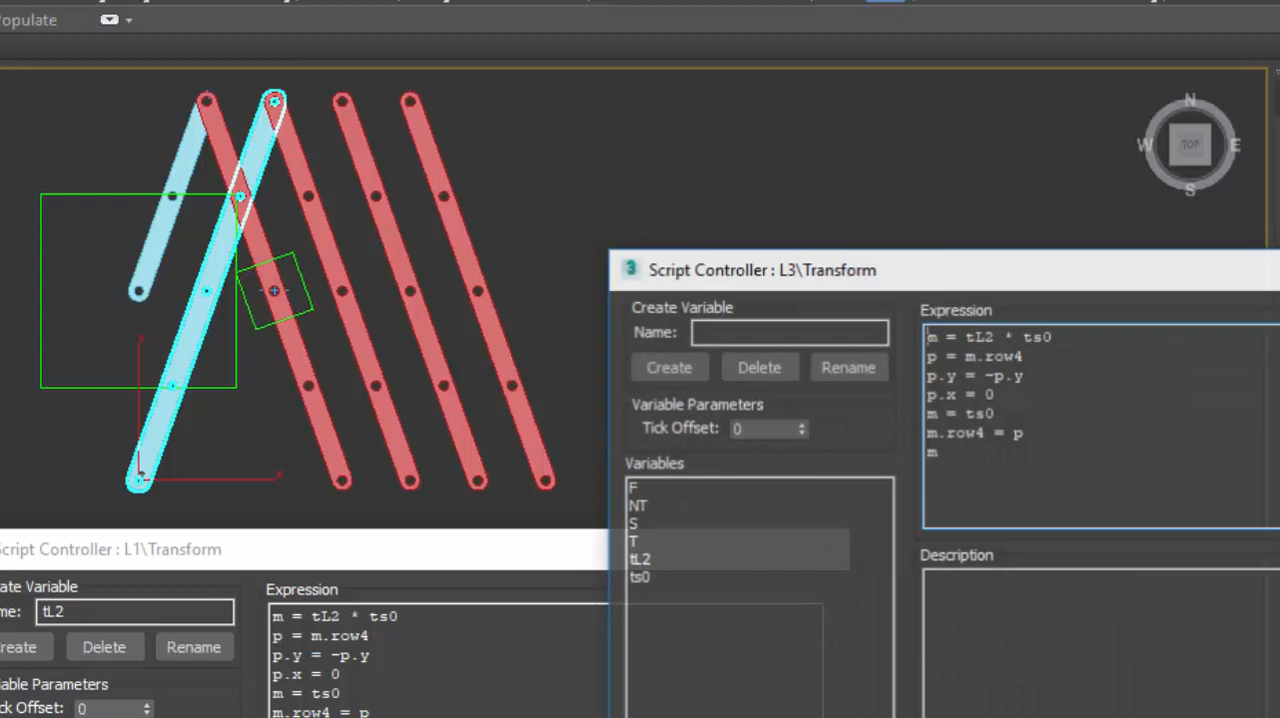 opulate
N
W
TOP
E
S
3 Script Controller : L3\Transform
Create Variable
Name:
Create
Delete
Rename
Variable Parameters
Tick Offset: 0
Variables
F
NT
S
T
tL2
ts0
Expression
m = tL2 * ts0
p = m.row4
p.y = -p.y
p.x = 0
m = ts0
m.row4 = p
m
Description
Script Controller : L1\Transform
ate Variable
me: tL2
reate
Delete
Rename
iable Parameters
ck Offset: 0
Expression
m = tL2 * ts0
p = m.row4
p.y = -p.y
p.x = 0
m = ts0
m.row4 = p
y
x